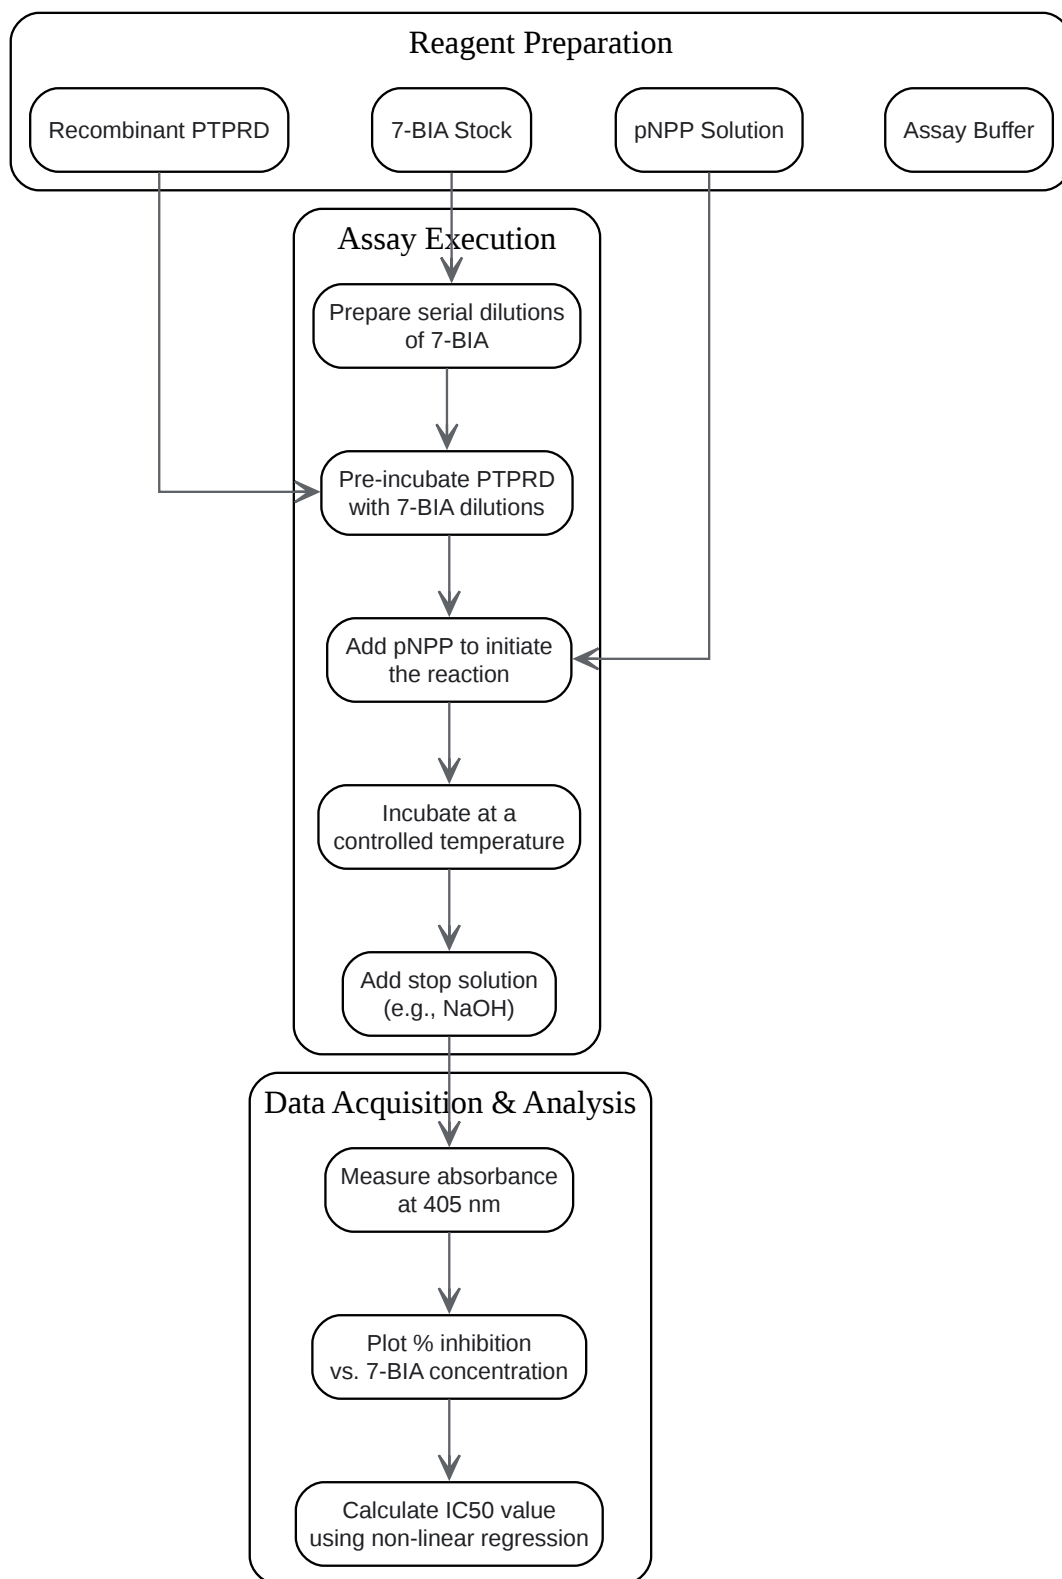 Reagent Preparation
Recombinant PTPRD
7-BIA Stock
pNPP Solution
Assay Buffer
Assay Execution
Prepare serial dilutions
of 7-BIA
Pre-incubate PTPRD
with 7-BIA dilutions
Add pNPP to initiate
the reaction
Incubate at a
controlled temperature
Add stop solution
(e.g., NaOH)
Data Acquisition & Analysis
Measure absorbance
at 405 nm
Plot % inhibition
vs. 7-BIA concentration
Calculate IC50 value
using non-linear regression